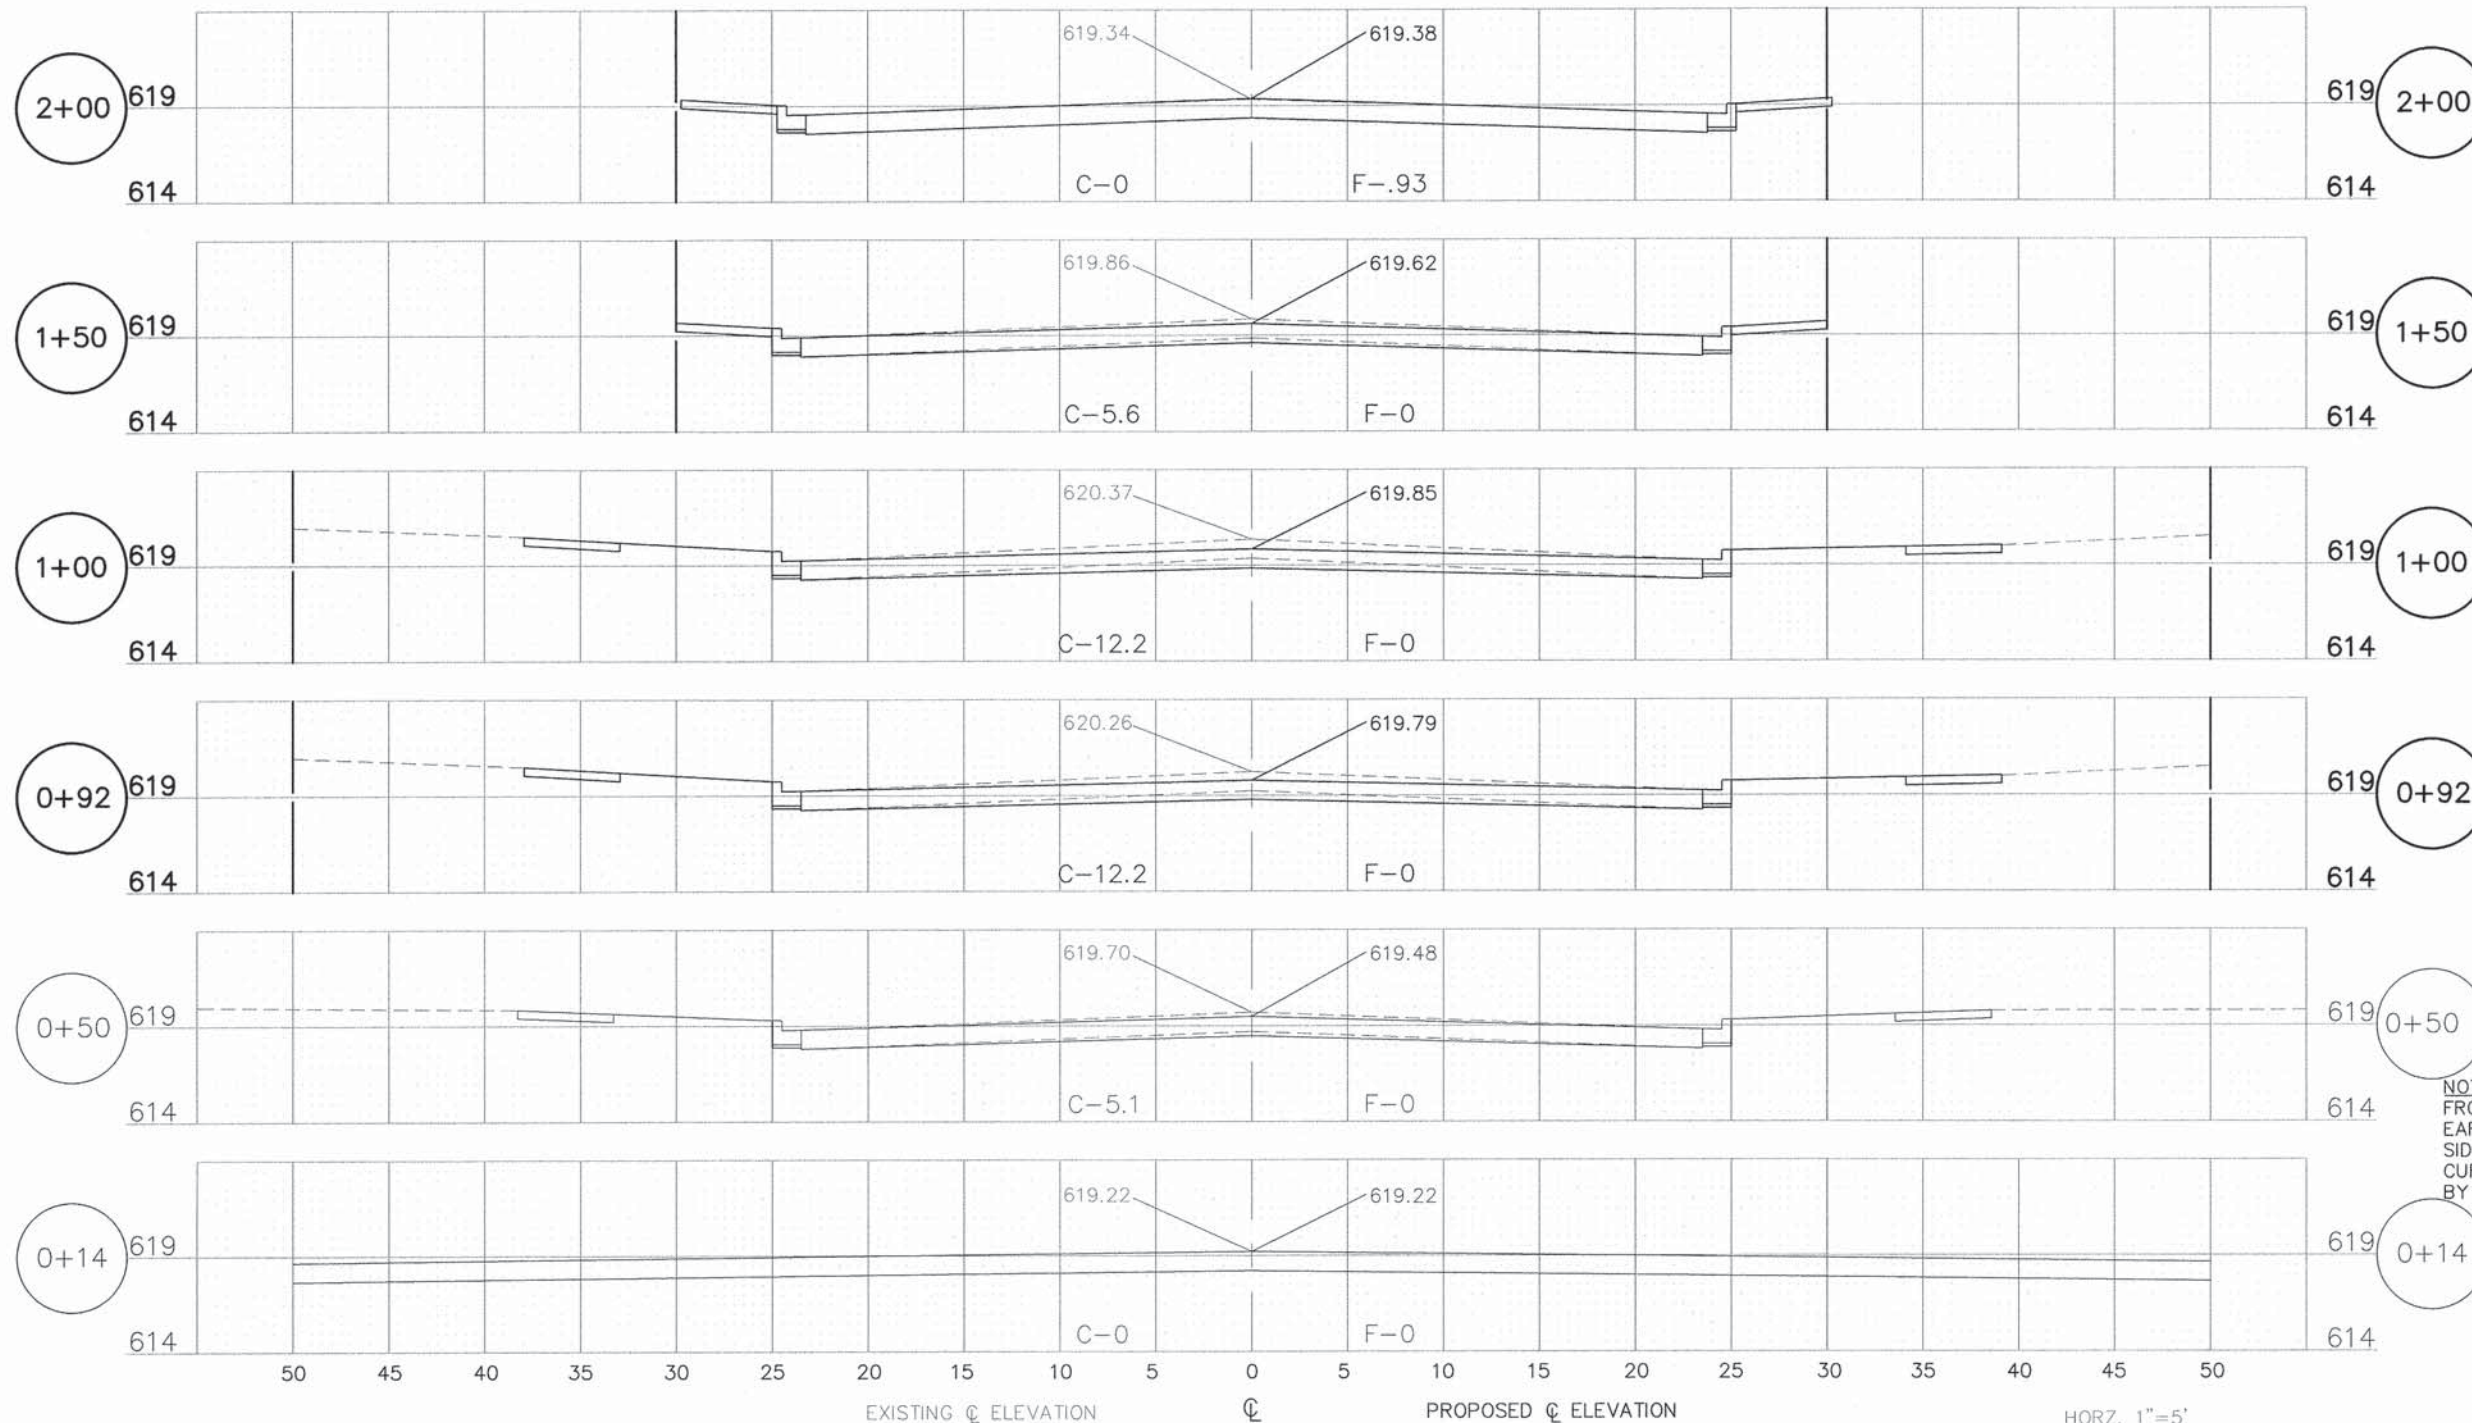 619.34 619.38
2+00 619 619 2+00
C-0 F-.93
614 614
619.86 619.62
1+50 619 619 1+50
C-5.6 F-0
614 614
620.37 619.85
1+00 619 619 1+00
C-12.2 F-0
614 614
620.26 619.79
0+92 619 619 0+92
C-12.2 F-0
614 614
619.70 619.48
0+50 619 619 0+50
C-5.1 F-0
614 614
BY
619.22 619.22
0+14 619 619 0+14
C-0 F-0
614 614
50 45 40 35 30 25 20 15 10 5 0 5 10 15 20 25 30 35 40 45 50
EXISTING ℄ ELEVATION ℄ PROPOSED ℄ ELEVATION HORZ. 1"=5'